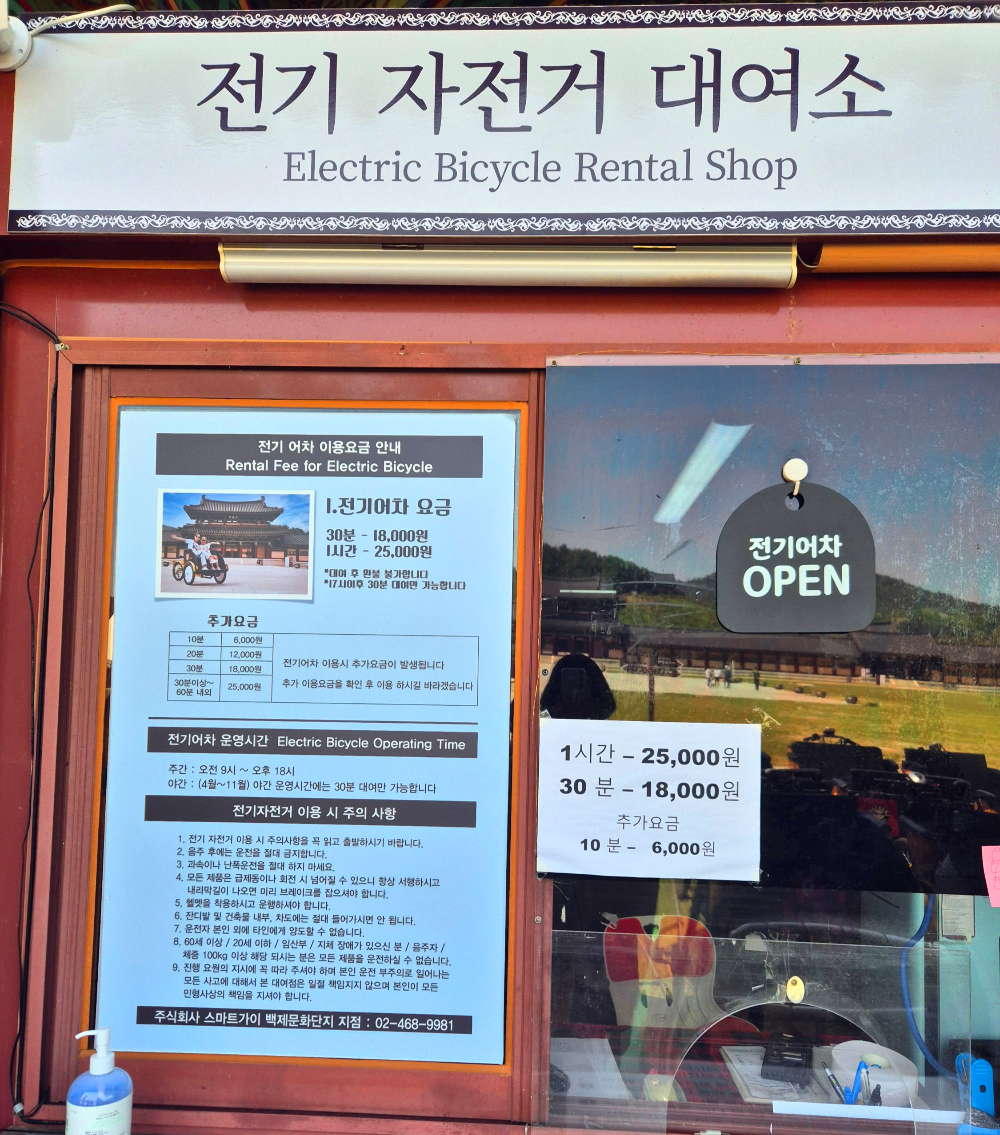 전기 자전거 대여소
Electric Bicycle Rental Shop
전기 어차 이용요금 안내
Rental Fee for Electric Bicycle
1.전기어차 요금
30분 - 18,000원
1시간 - 25,000원
*대여 후 환불 불가합니다
*17시이후 30분 대여만 가능합니다
추가요금
10분 6,000원
20분 12,000원
30분 18,000원
30분이상~
60분 내외 25,000원
전기어차 이용시 추가요금이 발생됩니다
추가 이용요금을 확인 후 이용 하시길 바라겠습니다
전기어차 운영시간 Electric Bicycle Operating Time
주간 : 오전 9시 ~ 오후 18시
야간 : (4월~11월) 야간 운영시간에는 30분 대여만 가능합니다
전기자전거 이용 시 주의 사항
1. 전기 자전거 이용 시 주의사항을 꼭 읽고 출발하시기 바랍니다.
2. 음주 후에는 운전을 절대 금지합니다.
3. 과속이나 난폭운전을 절대 하지 마세요.
4. 모든 제품은 급제동이나 회전 시 넘어질 수 있으니 항상 서행하시고
내리막길이 나오면 미리 브레이크를 잡으셔야 합니다.
5. 헬멧을 착용하시고 운행하셔야 합니다.
6. 잔디밭 및 건축물 내부, 차도에는 절대 들어가시면 안 됩니다.
7. 운전자 본인 외에 타인에게 양도할 수 없습니다.
8. 60세 이상 / 20세 이하 / 임산부 / 지체 장애가 있으신 분 / 음주자 /
체중 100kg 이상 해당 되시는 분은 모든 제품을 운전하실 수 없습니다.
9. 진행 요원의 지시에 꼭 따라 주셔야 하며 본인 운전 부주의로 일어나는
모든 사고에 대해서 본 대여점은 일절 책임지지 않으며 본인이 모든
민형사상의 책임을 지셔야 합니다.
주식회사 스마트가이 백제문화단지 지점 : 02-468-9981
전기어차
OPEN
1시간 - 25,000원
30 분 - 18,000원
추가요금
10 분 - 6,000원